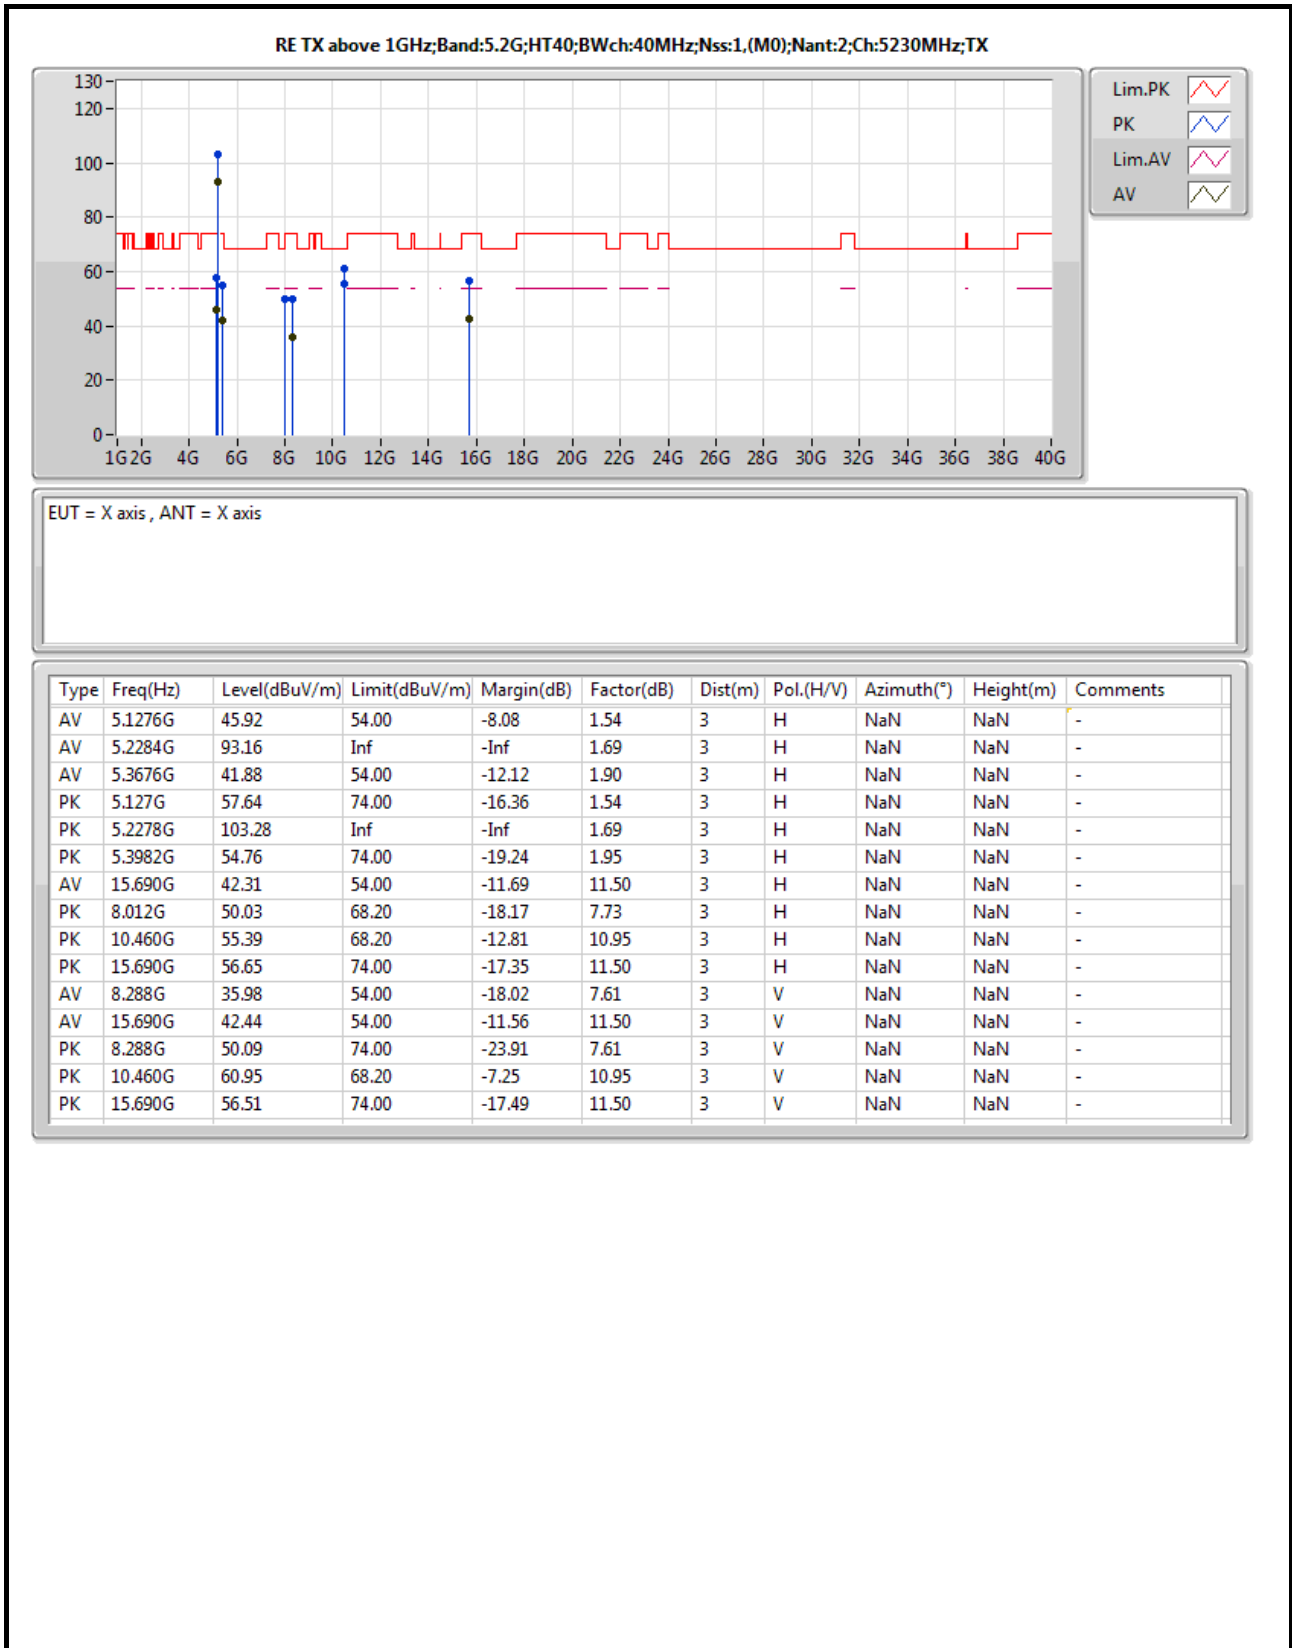 RE TX above 1GHz;Band:5.2G;HT40;BWch:40MHz;Nss:1,(M0);Nant:2;Ch:5230MHz;TX
130
120
100
80
60
40
20
0
1G 2G 4G 6G 8G 10G 12G 14G 16G 18G 20G 22G 24G 26G 28G 30G 32G 34G 36G 38G 40G
Lim.PK
PK
Lim.AV
AV
EUT = X axis , ANT = X axis
Type Freq(Hz) Level(dBuV/m) Limit(dBuV/m) Margin(dB) Factor(dB) Dist(m) Pol.(H/V) Azimuth(°) Height(m) Comments
AV 5.1276G 45.92 54.00 -8.08 1.54 3 H NaN NaN -
AV 5.2284G 93.16 Inf -Inf 1.69 3 H NaN NaN -
AV 5.3676G 41.88 54.00 -12.12 1.90 3 H NaN NaN -
PK 5.127G 57.64 74.00 -16.36 1.54 3 H NaN NaN -
PK 5.2278G 103.28 Inf -Inf 1.69 3 H NaN NaN -
PK 5.3982G 54.76 74.00 -19.24 1.95 3 H NaN NaN -
AV 15.690G 42.31 54.00 -11.69 11.50 3 H NaN NaN -
PK 8.012G 50.03 68.20 -18.17 7.73 3 H NaN NaN -
PK 10.460G 55.39 68.20 -12.81 10.95 3 H NaN NaN -
PK 15.690G 56.65 74.00 -17.35 11.50 3 H NaN NaN -
AV 8.288G 35.98 54.00 -18.02 7.61 3 V NaN NaN -
AV 15.690G 42.44 54.00 -11.56 11.50 3 V NaN NaN -
PK 8.288G 50.09 74.00 -23.91 7.61 3 V NaN NaN -
PK 10.460G 60.95 68.20 -7.25 10.95 3 V NaN NaN -
PK 15.690G 56.51 74.00 -17.49 11.50 3 V NaN NaN -